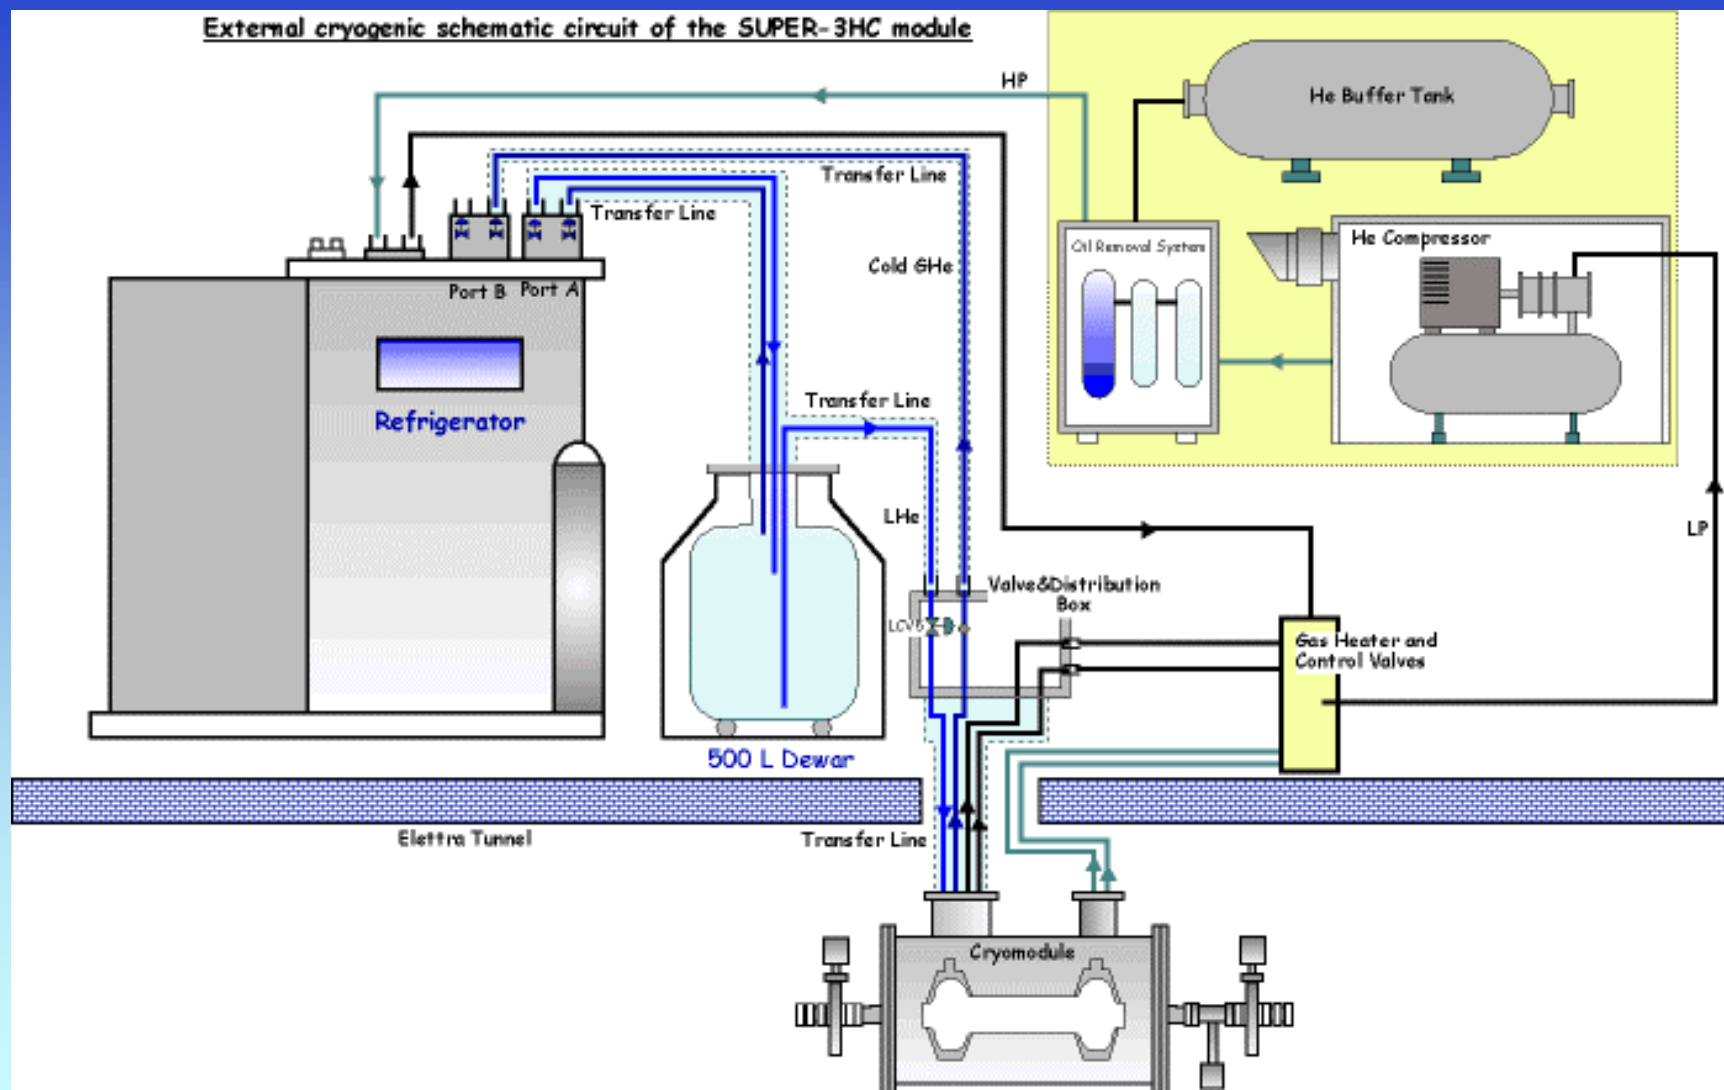 External cryogenic schematic circuit of the SUPER-3HC module
HP
He Buffer Tank
Transfer Line
Transfer Line
Oil Removal System
He Compressor
Cold GHe
Port B
Port A
Refrigerator
Transfer Line
LHe
LP
Valve&Distribution
Box
LCV6
Gas Heater and
Control Valves
500 L Dewar
Elettra Tunnel
Transfer Line
Cryomodule